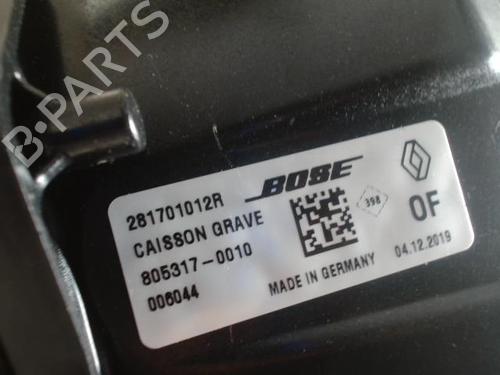 281701012R
BOSE
CAISSON GRAVE
398
805317-0010
OF
006044
MADE IN GERMANY
04.12.2019
B-PARTS